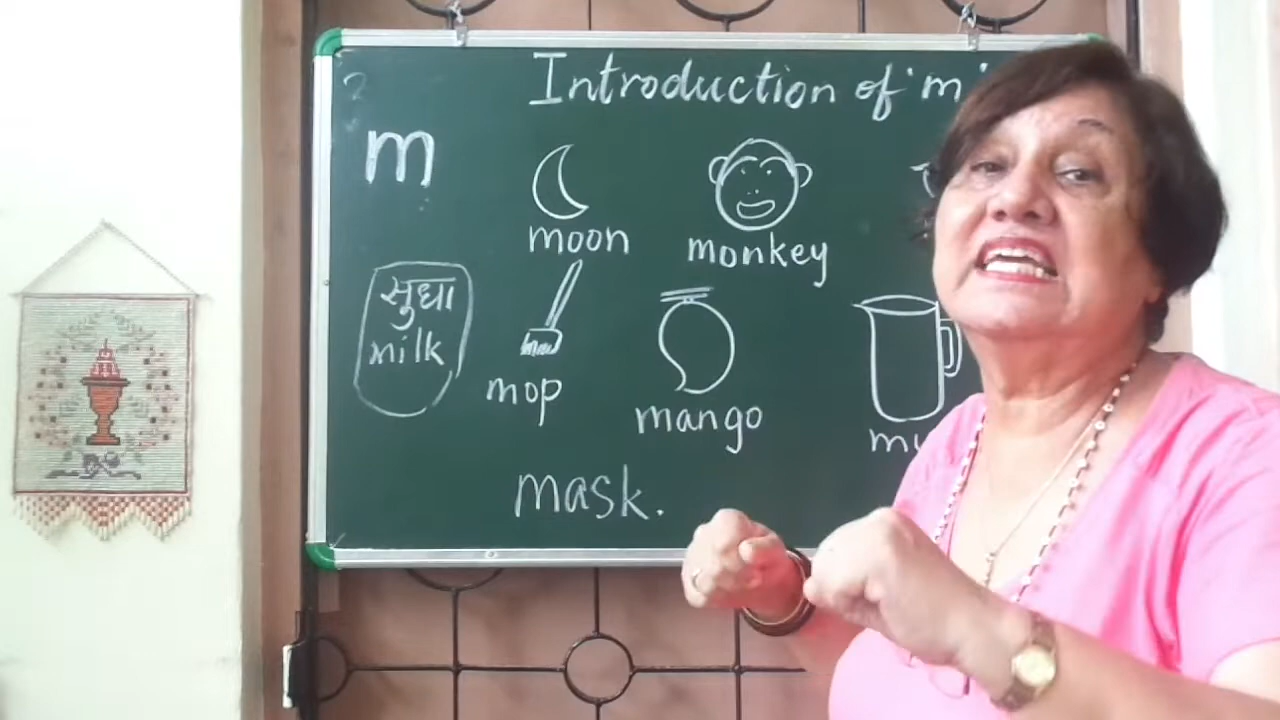 Introduction of 'm'
m
moon
monkey
सुधा
milk
mop
mango
mask.